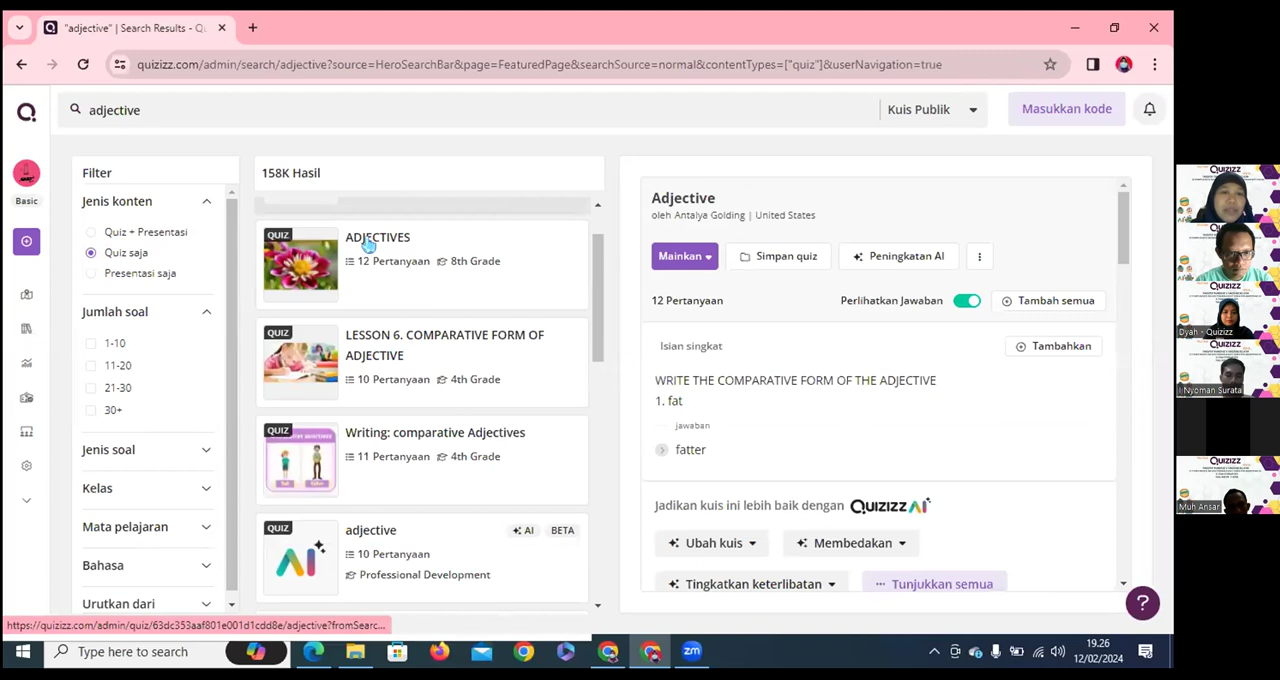 "adjective" | Search Results - Qu
quizizz.com/admin/search/adjective?source=HeroSearchBar&page=FeaturedPage&searchSource=normal&contentTypes=["quiz"]&userNavigation=true
adjective
Kuis Publik
Masukkan kode
Basic
Filter
Jenis konten
Quiz + Presentasi
Quiz saja
Presentasi saja
Jumlah soal
1-10
11-20
21-30
30+
Jenis soal
Kelas
Mata pelajaran
Bahasa
Urutkan dari
158K Hasil
QUIZ
ADJECTIVES
12 Pertanyaan
8th Grade
QUIZ
LESSON 6. COMPARATIVE FORM OF
ADJECTIVE
10 Pertanyaan
4th Grade
QUIZ
Writing: comparative Adjectives
11 Pertanyaan
4th Grade
QUIZ
AI
adjective
AI
BETA
10 Pertanyaan
Professional Development
Adjective
oleh Antalya Golding | United States
Mainkan
Simpan quiz
Peningkatan AI
12 Pertanyaan
Perlihatkan Jawaban
Tambah semua
Isian singkat
Tambahkan
WRITE THE COMPARATIVE FORM OF THE ADJECTIVE
1. fat
jawaban
fatter
Jadikan kuis ini lebih baik dengan QUIZIZZ AI
Ubah kuis
Membedakan
Tingkatkan keterlibatan
Tunjukkan semua
?
https://quizizz.com/admin/quiz/63dc353aaf801e001d1cdd8e/adjective?fromSearc...
Type here to search
zm
19.26
12/02/2024
QUIZIZZ
QUIZIZZ
QUIZIZZ
Dyah - Quizizz
QUIZIZZ
I Nyoman Surata
QUIZIZZ
Muh Ansar